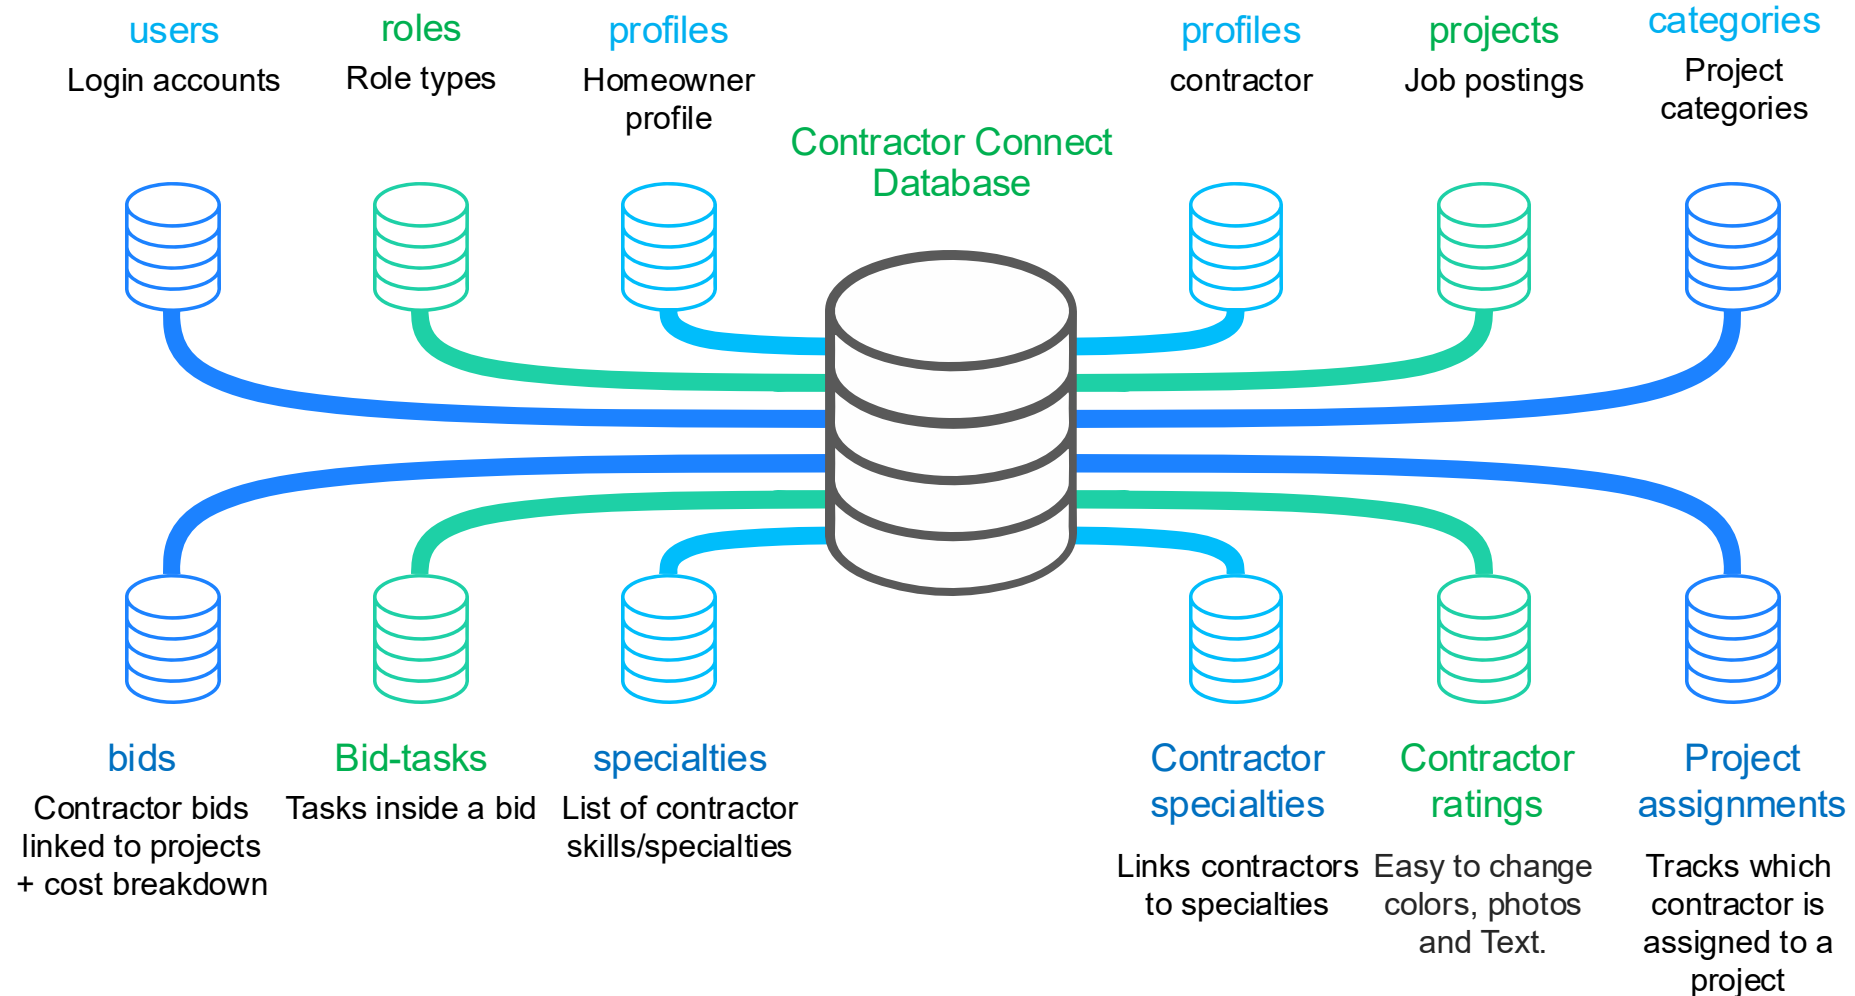 users
Login accounts
roles
Role types
profiles
Homeowner
profile
Contractor Connect
Database
profiles
contractor
projects
Job postings
categories
Project
categories
bids
Contractor bids
linked to projects
+ cost breakdown
Bid-tasks
Tasks inside a bid
specialties
List of contractor
skills/specialties
Contractor
specialties
Links contractors
to specialties
Contractor
ratings
Easy to change
colors, photos
and Text.
Project
assignments
Tracks which
contractor is
assigned to a
project